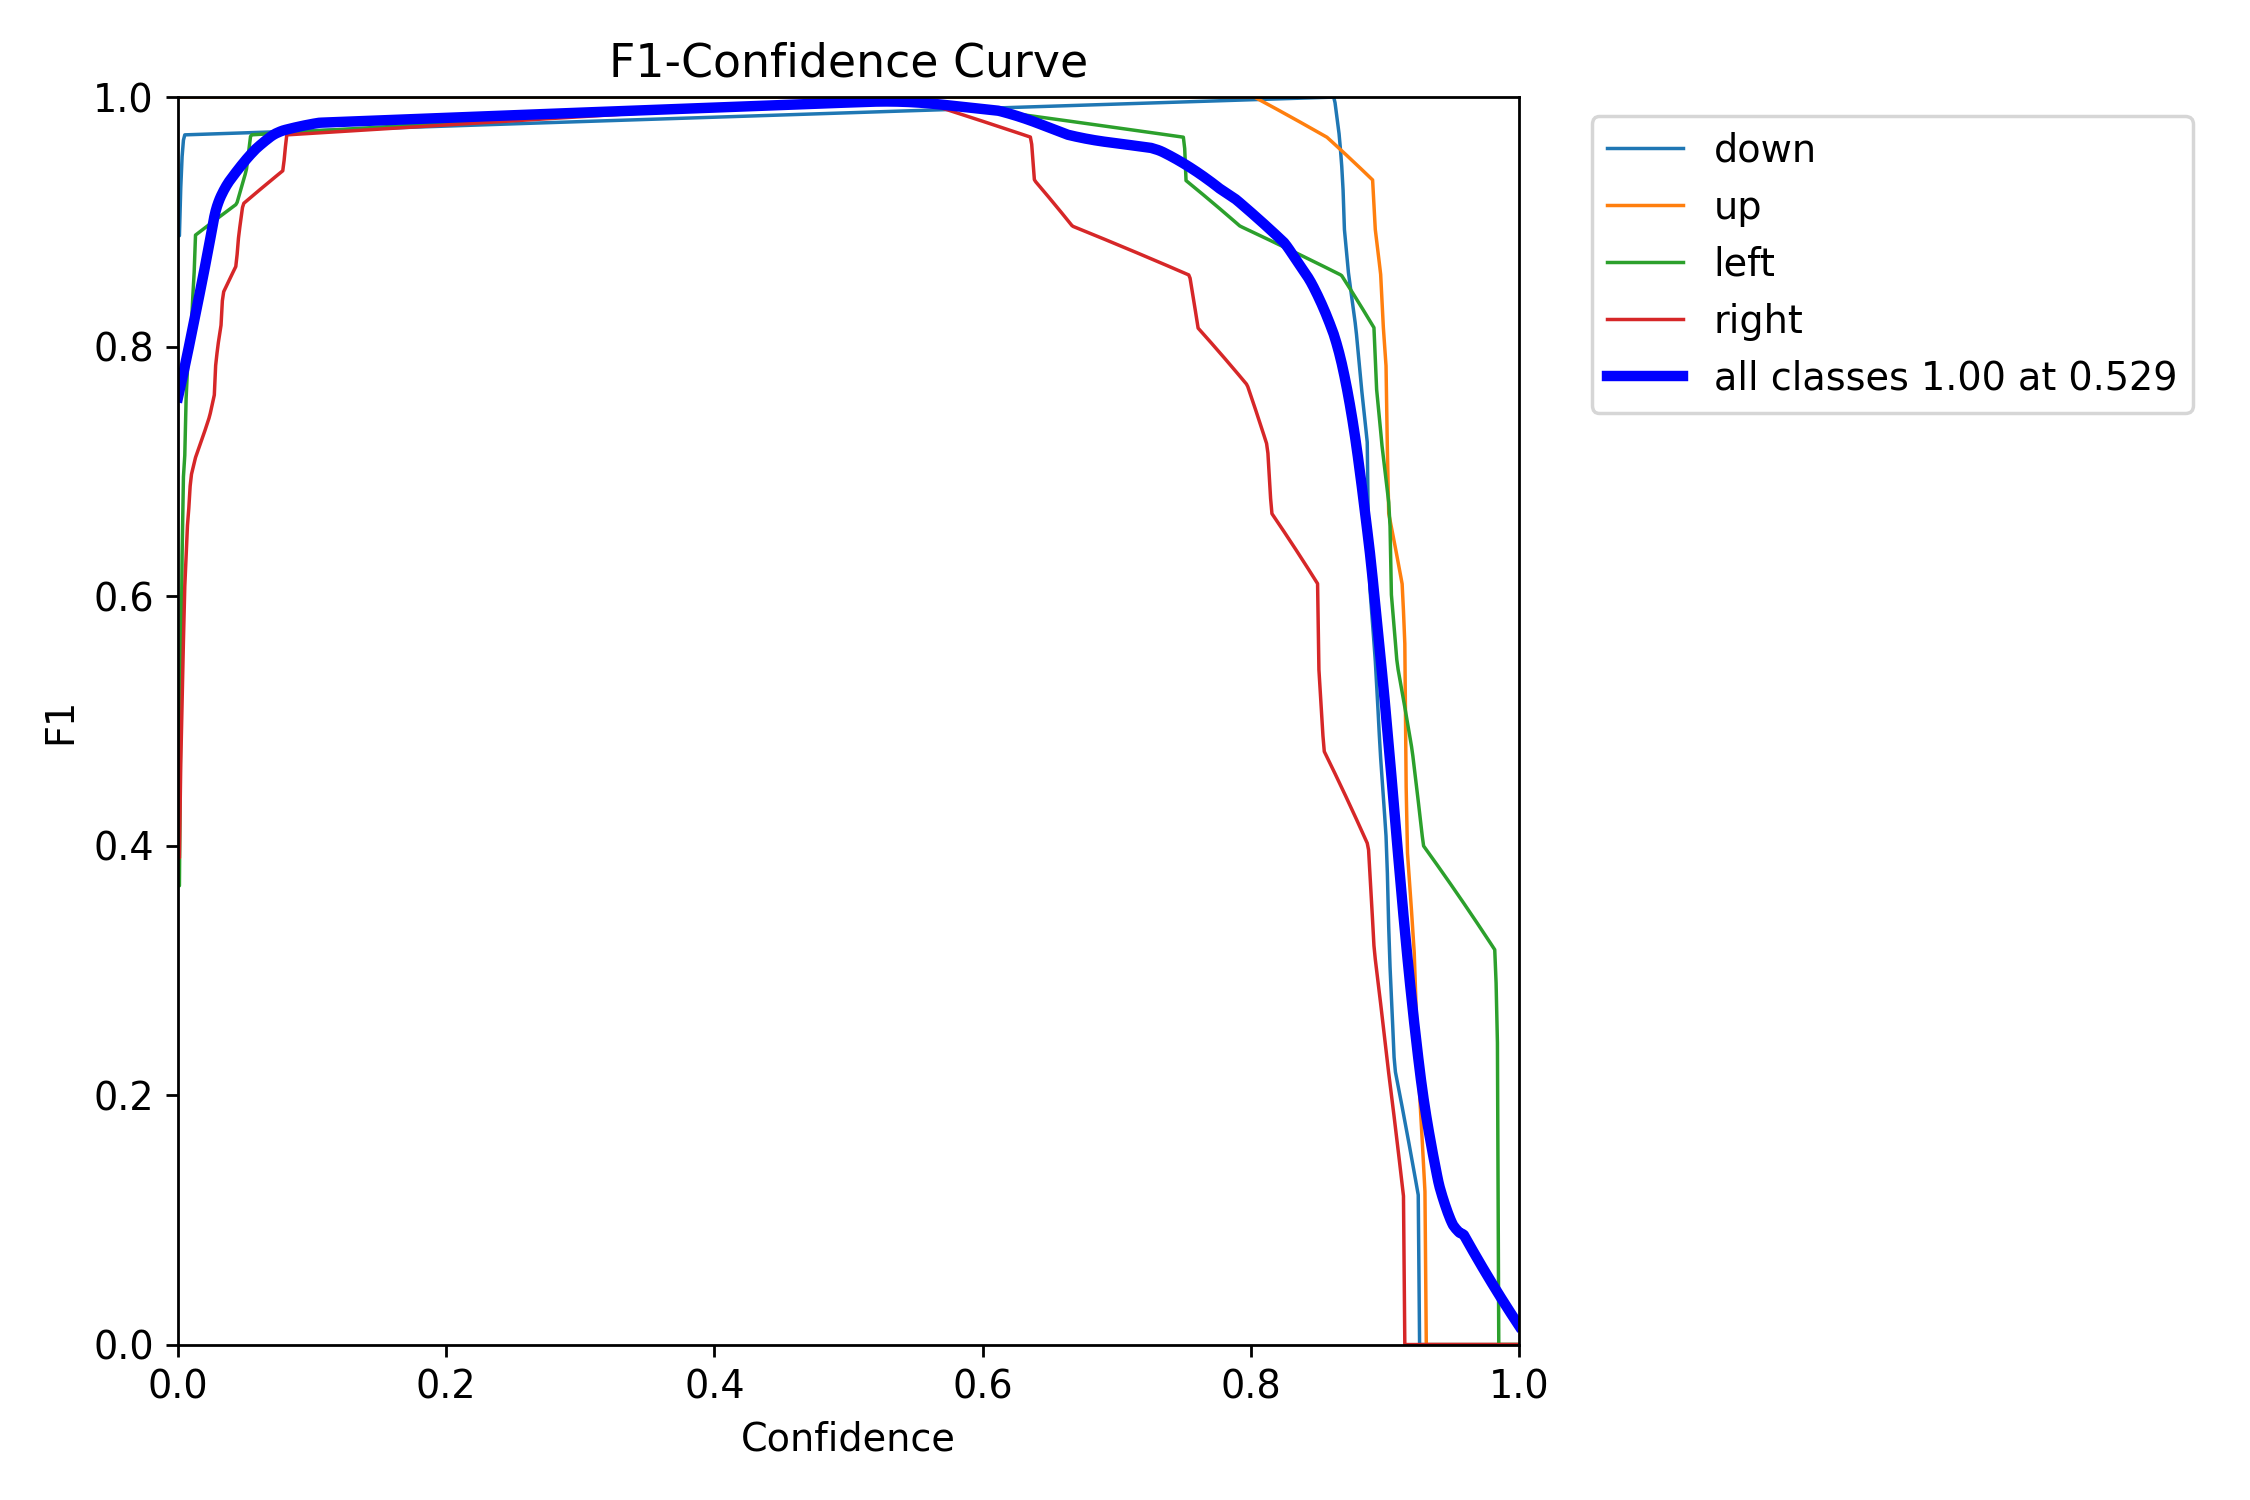 F1-Confidence Curve
1.0
0.8
0.6
0.4
0.2
0.0
F1
0.0 0.2 0.4 0.6 0.8 1.0
Confidence
down
up
left
right
all classes 1.00 at 0.529